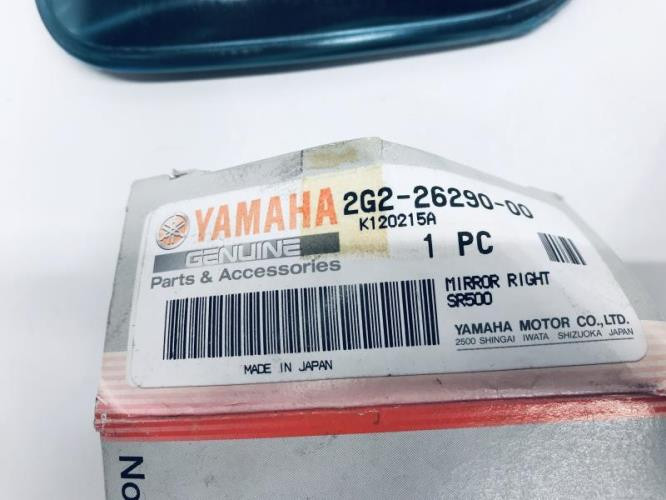 YAMAHA
2G2-26290-00
K120215A
GENUINE
Parts & Accessories
1 PC
MIRROR RIGHT
SR500
YAMAHA MOTOR CO.,LTD.
2500 SHINGAI IWATA SHIZUOKA JAPAN
MADE IN JAPAN
No